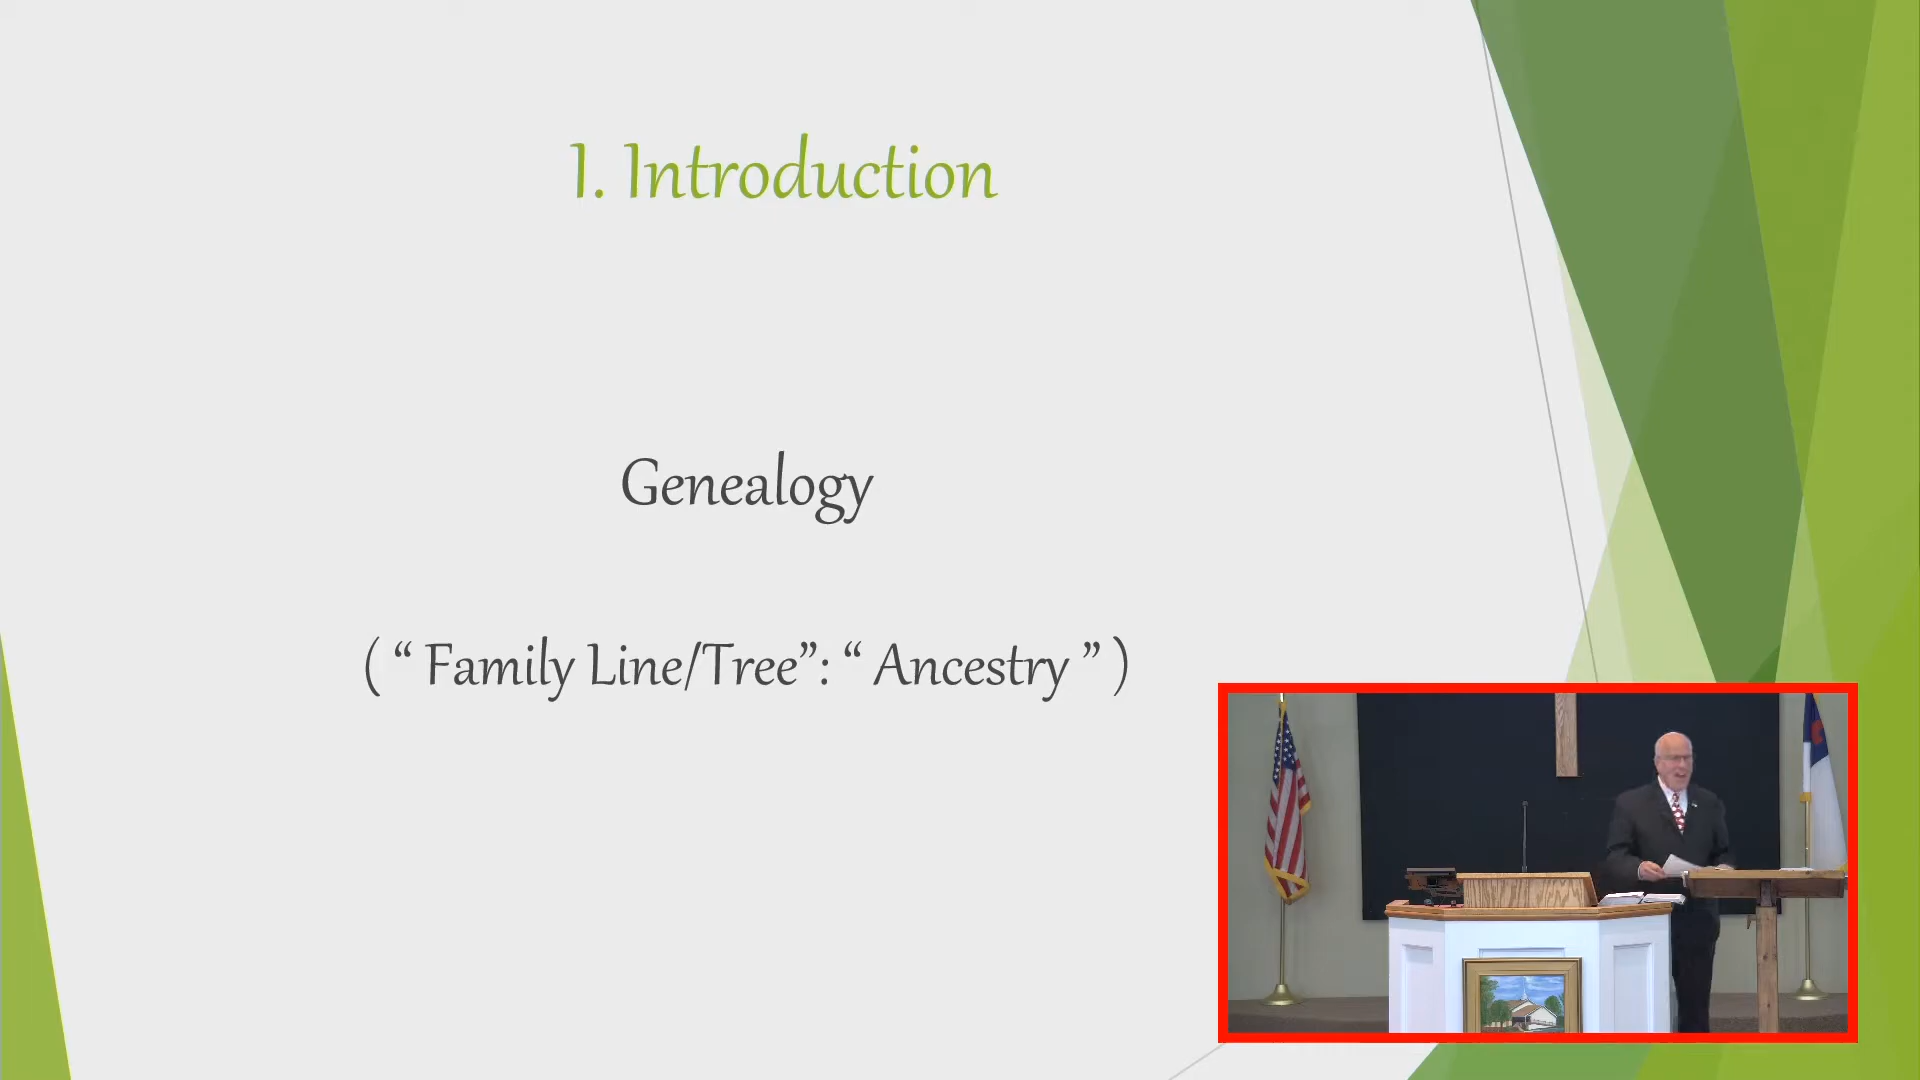 I. Introduction
Genealogy
( “ Family Line/Tree”: “ Ancestry ” )